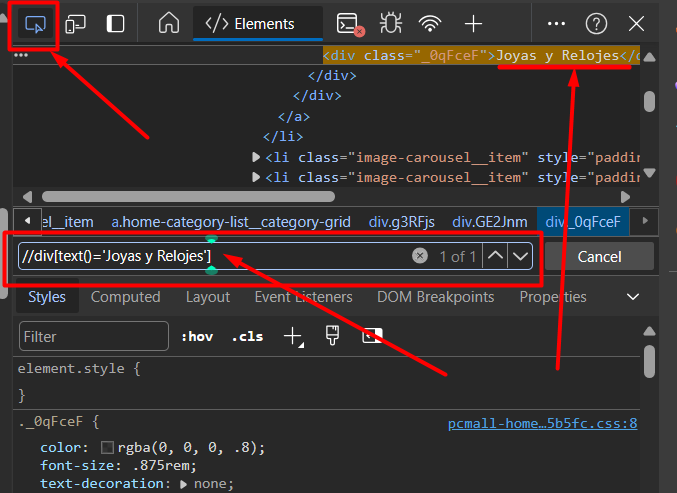 Elements
...
<div class="_0qFceF">Joyas y Relojes</
</div>
</div>
</a>
</li>
<li class="image-carousel__item" style="paddin
<li class="image-carousel__item" style="paddin
el__item a.home-category-list__category-grid div.g3RFjs div.GE2Jnm div._0qFceF
//div[text()='Joyas y Relojes'] 1 of 1 Cancel
Styles Computed Layout Event Listeners DOM Breakpoints Properties
Filter :hov .cls
element.style {
}
._0qFceF { pcmall-home…5b5fc.css:8
color: rgba(0, 0, 0, .8);
font-size: .875rem;
text-decoration: none;